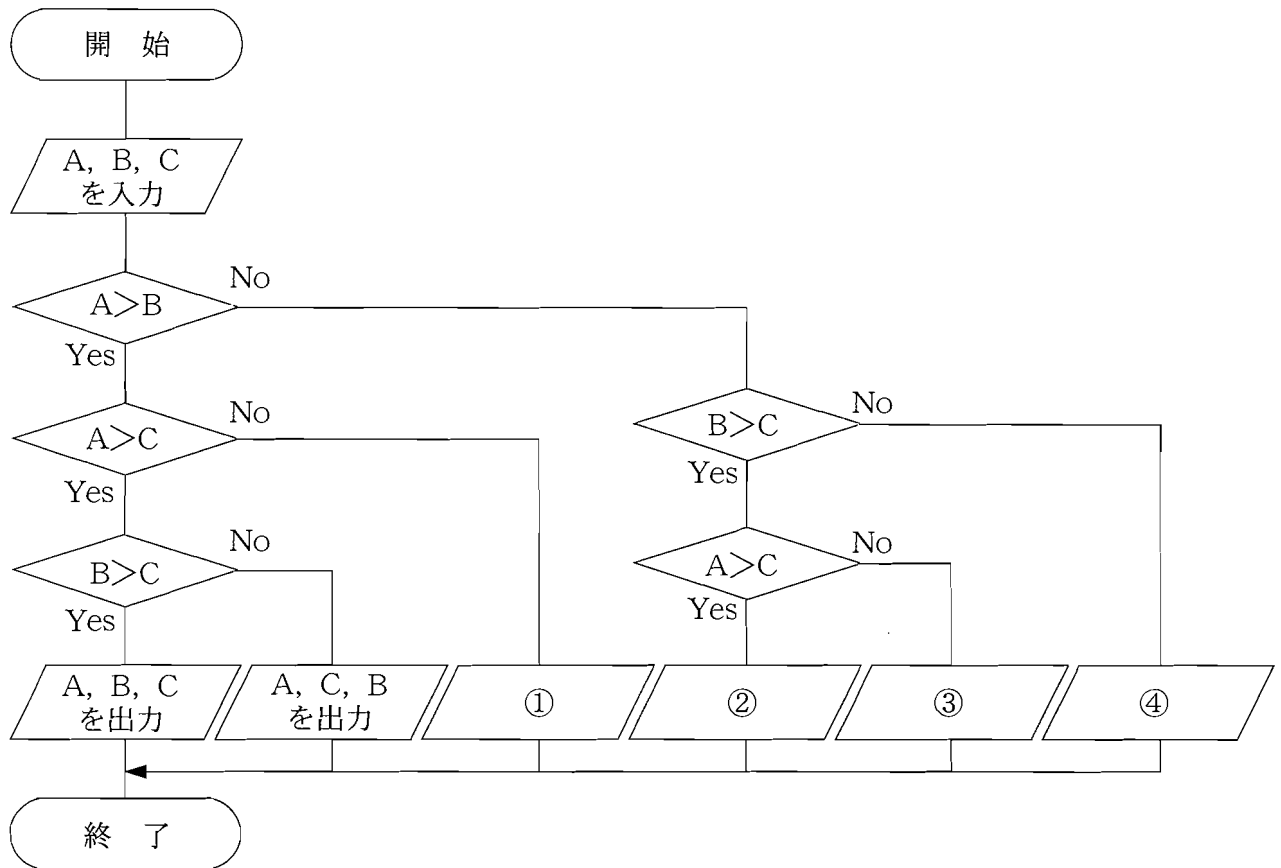 開 始
A, B, C
を入力
A>B
No
Yes
A>C
No
Yes
B>C
No
Yes
B>C
No
Yes
A>C
No
Yes
A, B, C
を出力
A, C, B
を出力
①
②
③
④
終 了